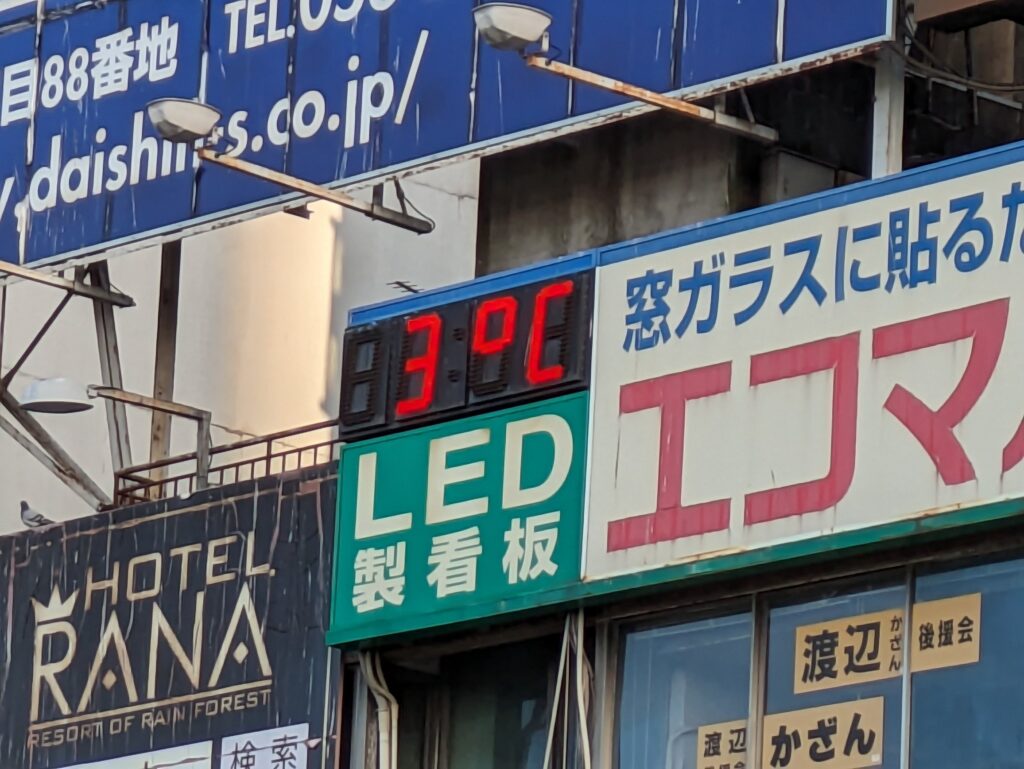 目88番地
TEL.
co.jp/
3℃
LED
製看板
窓ガラスに貼る
エコマ
HOTEL
RANA
RESORT OF RAIN FOREST
検索
渡辺かざん後援会
渡辺
かざん